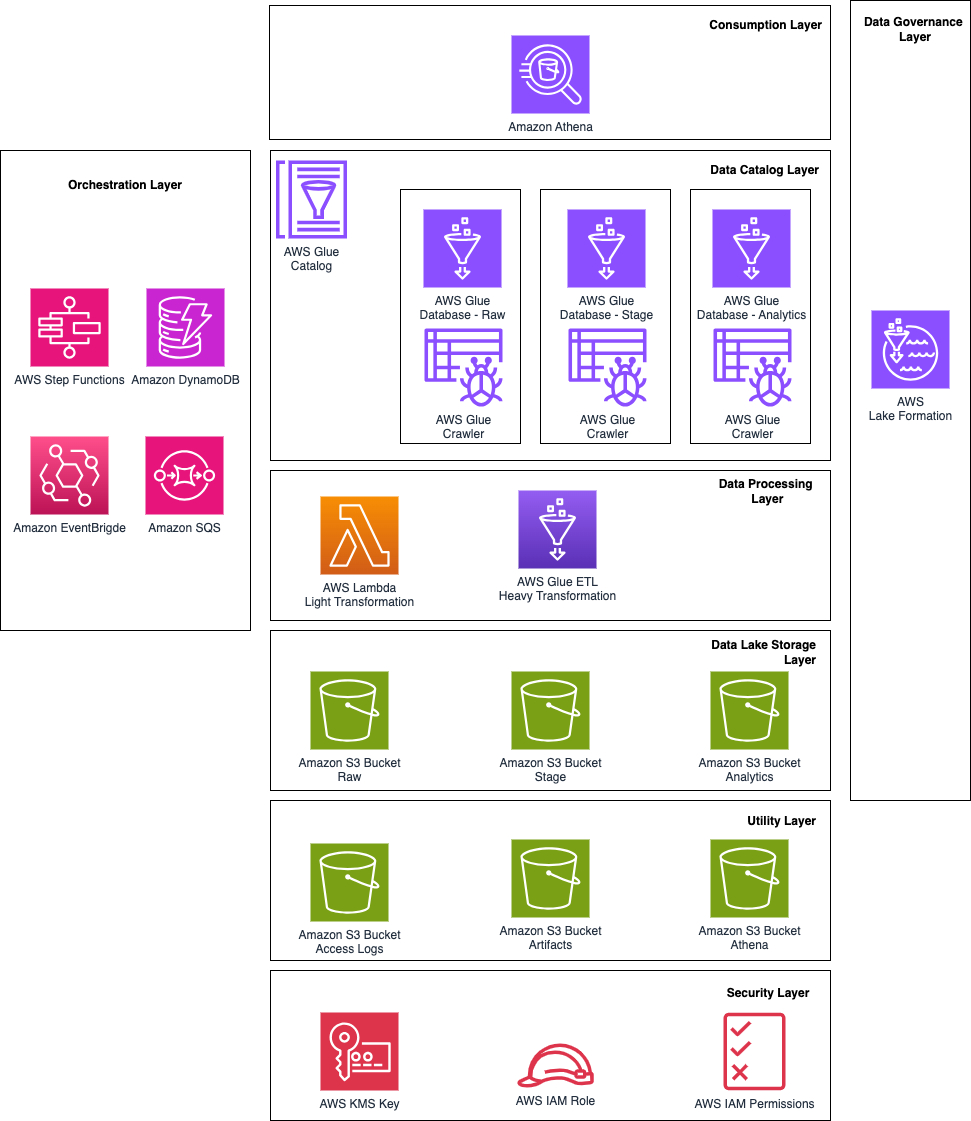 Consumption Layer
Amazon Athena
Data Governance
Layer
AWS
Lake Formation
Orchestration Layer
AWS Step Functions
Amazon DynamoDB
Amazon EventBrigde
Amazon SQS
Data Catalog Layer
AWS Glue
Catalog
AWS Glue
Database - Raw
AWS Glue
Crawler
AWS Glue
Database - Stage
AWS Glue
Crawler
AWS Glue
Database - Analytics
AWS Glue
Crawler
Data Processing
Layer
AWS Lambda
Light Transformation
AWS Glue ETL
Heavy Transformation
Data Lake Storage
Layer
Amazon S3 Bucket
Raw
Amazon S3 Bucket
Stage
Amazon S3 Bucket
Analytics
Utility Layer
Amazon S3 Bucket
Access Logs
Amazon S3 Bucket
Artifacts
Amazon S3 Bucket
Athena
Security Layer
AWS KMS Key
AWS IAM Role
AWS IAM Permissions